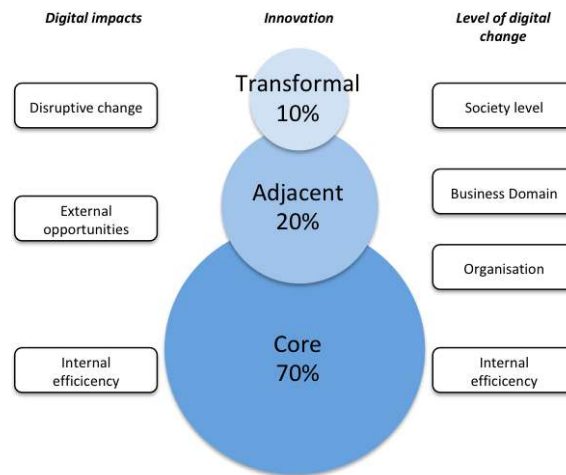 Digital impacts
Innovation
Level of digital
change
Transformal
10%
Disruptive change
Society level
Adjacent
20%
External
opportunities
Business Domain
Organisation
Core
70%
Internal
efficicency
Internal
efficicency